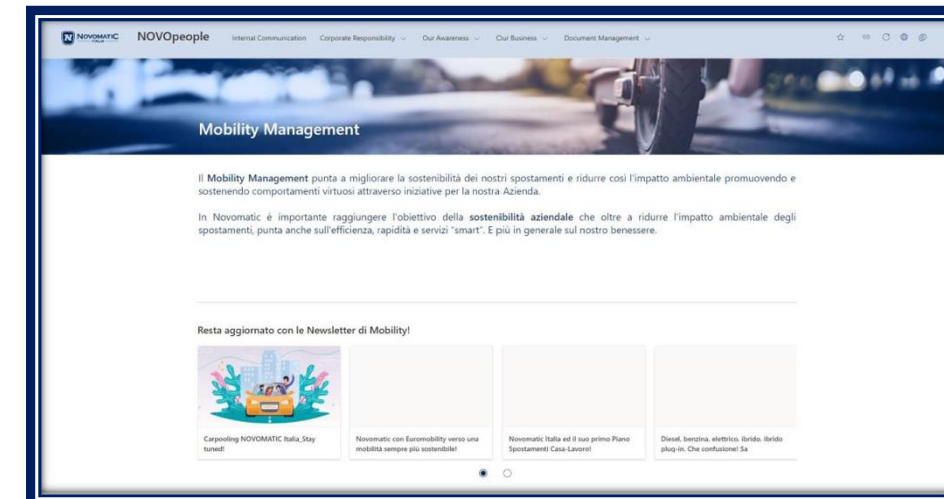 NOVOMATIC
ITALIA
NOVOpeople
Internal Communication
Corporate Responsibility
Our Awareness
Our Business
Document Management
Mobility Management
Il Mobility Management punta a migliorare la sostenibilità dei nostri spostamenti e ridurre così l'impatto ambientale promuovendo e
sostenendo comportamenti virtuosi attraverso iniziative per la nostra Azienda.
In Novomatic è importante raggiungere l'obiettivo della sostenibilità aziendale che oltre a ridurre l'impatto ambientale degli
spostamenti, punta anche sull'efficienza, rapidità e servizi "smart". E più in generale sul nostro benessere.
Resta aggiornato con le Newsletter di Mobility!
Carpooling NOVOMATIC Italia_Stay
tuned!
Novomatic con Euromobility verso una
mobilità sempre più sostenibile!
Novomatic Italia ed il suo primo Piano
Spostamenti Casa-Lavoro!
Diesel, benzina, elettrico, ibrido, ibrido
plug-in. Che confusione! Sa